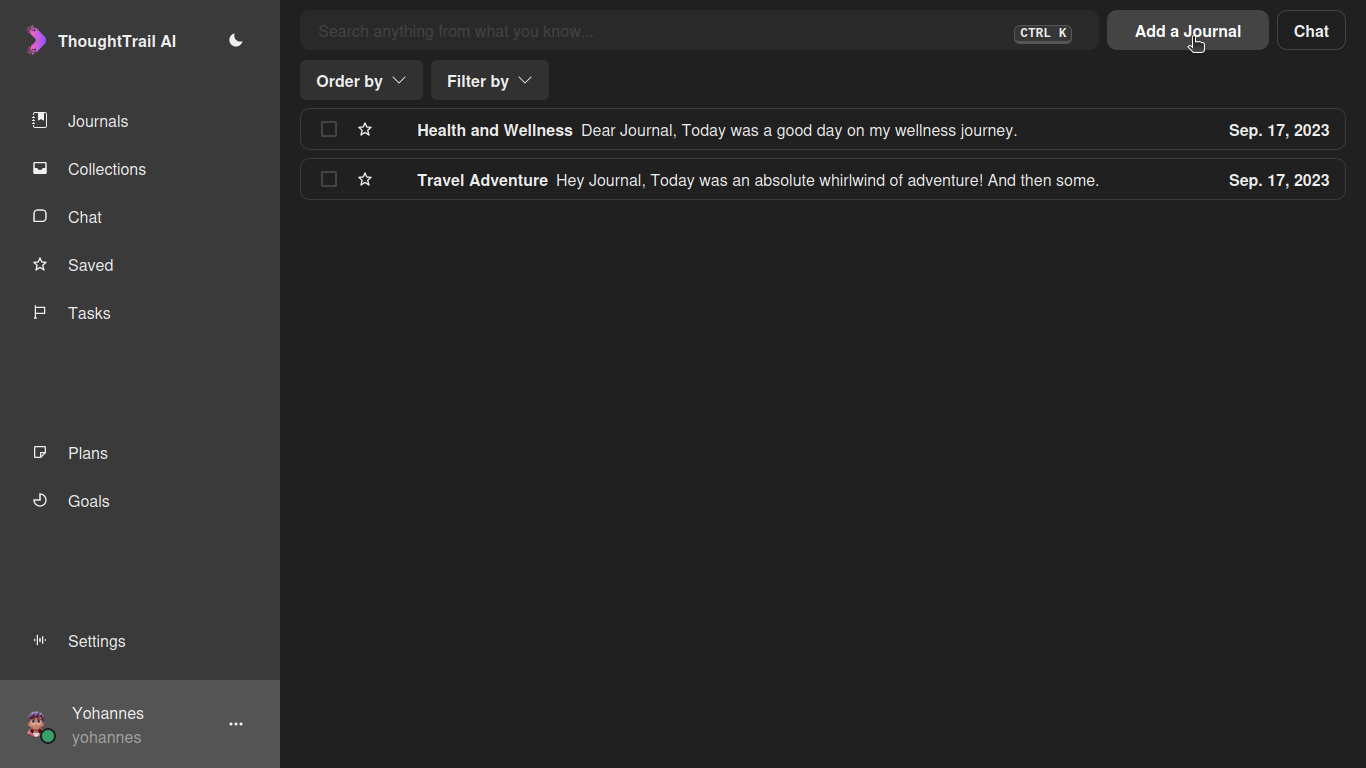 ThoughtTrail AI
Journals
Collections
Chat
Saved
Tasks
Plans
Goals
Settings
Yohannes
yohannes
Search anything from what you know...
CTRL K
Add a Journal
Chat
Order by
Filter by
Health and Wellness Dear Journal, Today was a good day on my wellness journey. Sep. 17, 2023
Travel Adventure Hey Journal, Today was an absolute whirlwind of adventure! And then some. Sep. 17, 2023